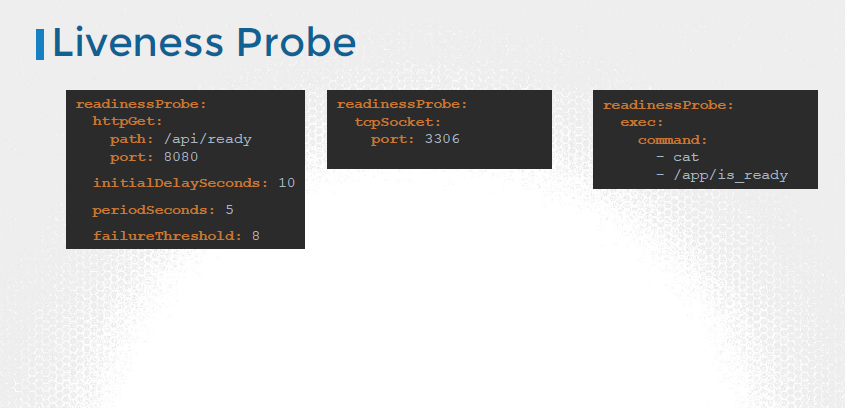 Liveness Probe
readinessProbe:
  httpGet:
    path: /api/ready
    port: 8080
  initialDelaySeconds: 10
  periodSeconds: 5
  failureThreshold: 8
readinessProbe:
  tcpSocket:
    port: 3306
readinessProbe:
  exec:
    command:
      - cat
      - /app/is_ready